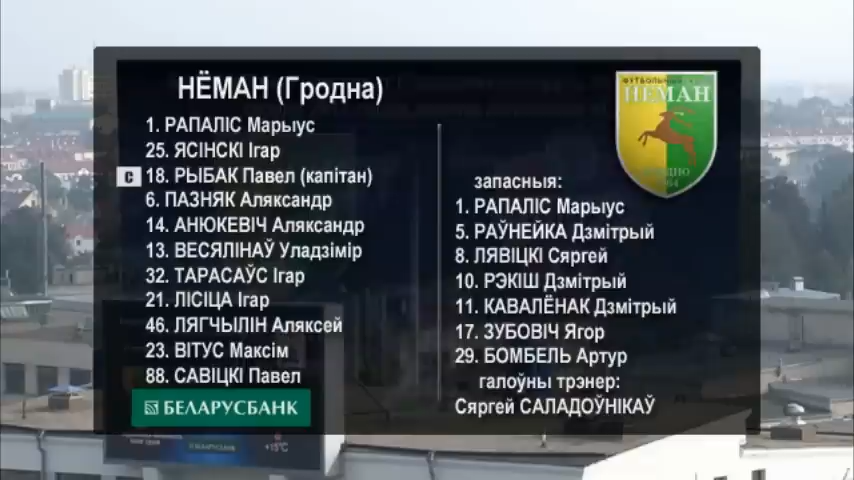 НЁМАН (Гродна)
1. РАПАЛІС Марыус
25. ЯСІНСКІ Ігар
С 18. РЫБАК Павел (капітан)
6. ПАЗНЯК Аляксандр
14. АНЮКЕВІЧ Аляксандр
13. ВЕСЯЛІНАЎ Уладзімір
32. ТАРАСАЎС Ігар
21. ЛІСІЦА Ігар
46. ЛЯГЧЫЛІН Аляксей
23. ВІТУС Максім
88. САВІЦКІ Павел
БЕЛАРУСБАНК
НЕМАН
запасныя:
1. РАПАЛІС Марыус
5. РАЎНЕЙКА Дзмітрый
8. ЛЯВІЦКІ Сяргей
10. РЭКІШ Дзмітрый
11. КАВАЛЁНАК Дзмітрый
17. ЗУБОВІЧ Ягор
29. БОМБЕЛЬ Артур
галоўны трэнер:
Сяргей САЛАДОЎНІКАЎ
+15°C